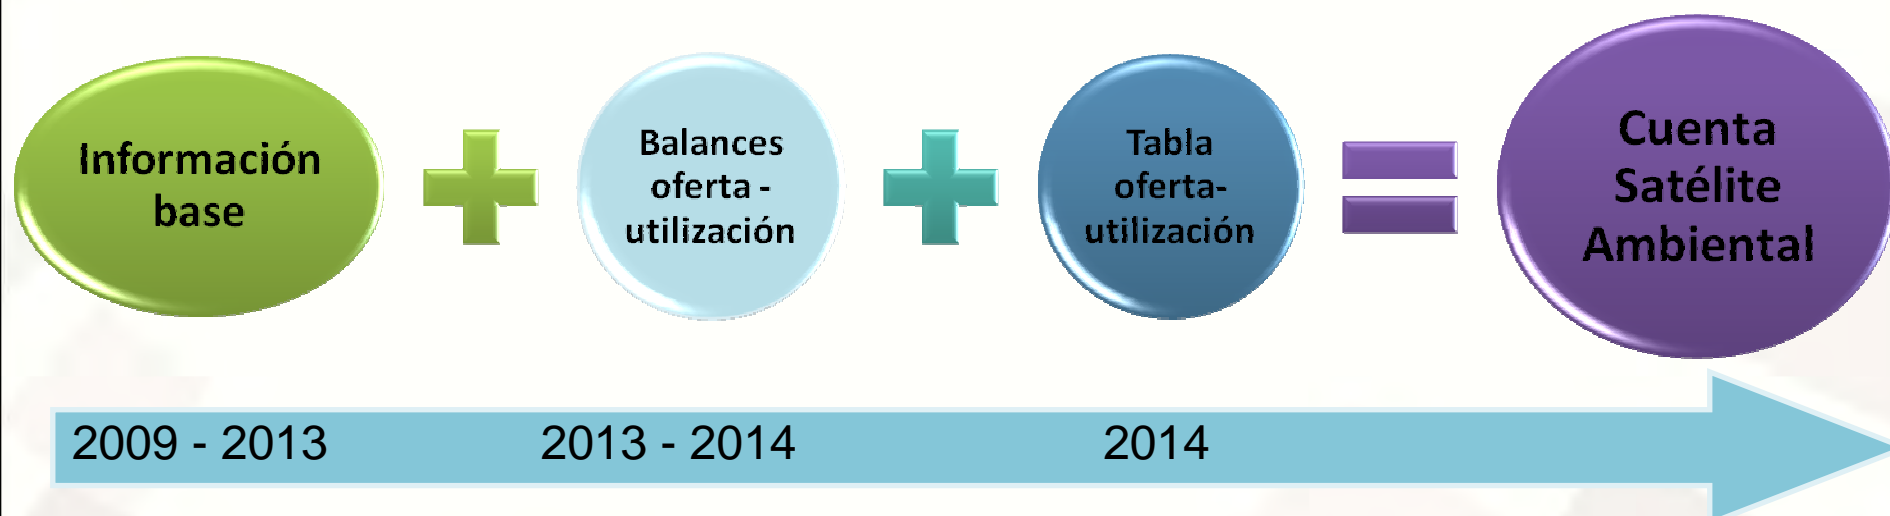 Información
base
Balances
oferta -
utilización
Tabla
oferta-
utilización
Cuenta
Satélite
Ambiental
2009 - 2013
2013 - 2014
2014